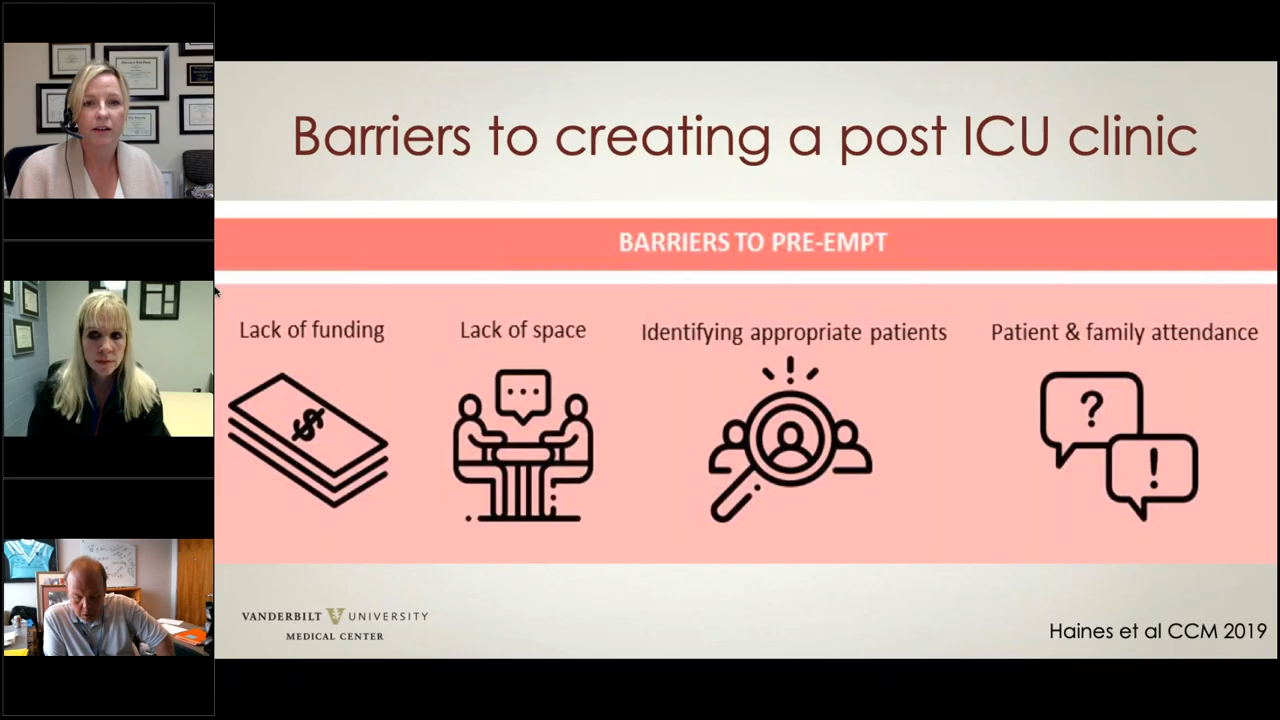 Barriers to creating a post ICU clinic
BARRIERS TO PRE-EMPT
Lack of funding
Lack of space
Identifying appropriate patients
Patient & family attendance
$
?
!
VANDERBILT V UNIVERSITY
MEDICAL CENTER
Haines et al CCM 2019